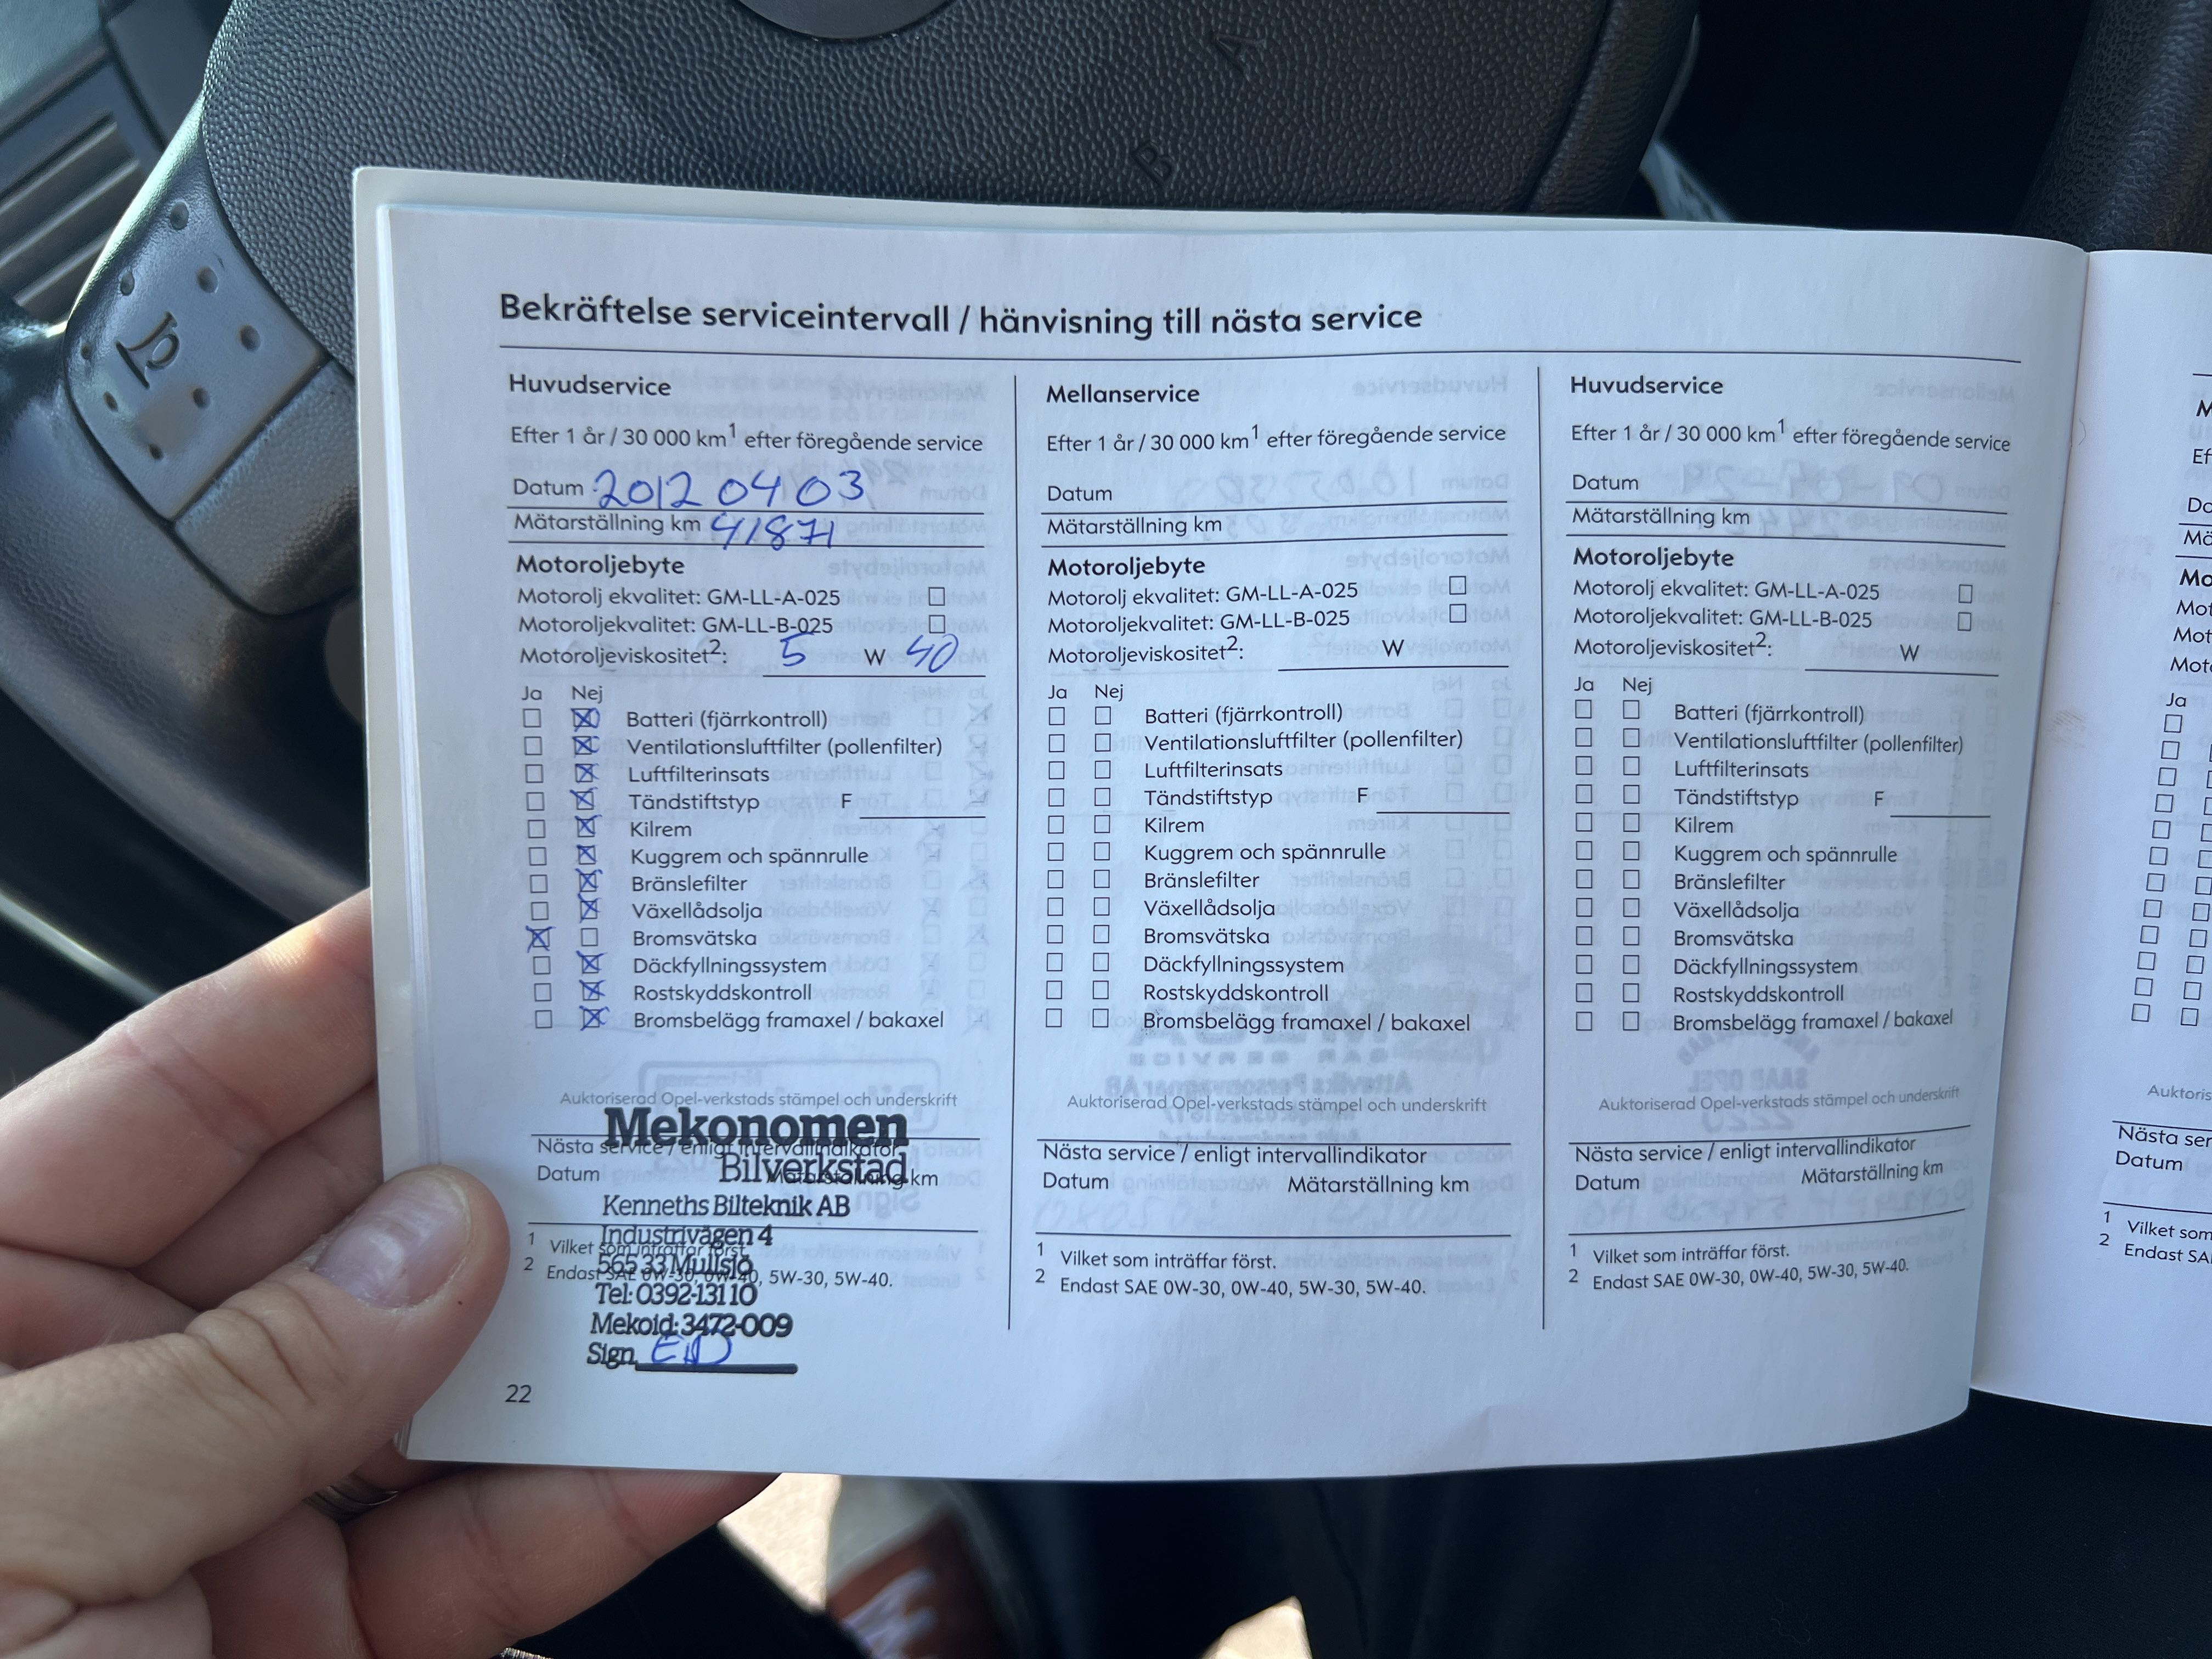 A
B
Bekräftelse serviceintervall / hänvisning till nästa service
Huvudservice
Efter 1 år / 30 000 km1 efter föregående service
Datum 2012 04 03
Mätarställning km 41871
Motoroljebyte
Motorolj ekvalitet: GM-LL-A-025
Motoroljekvalitet: GM-LL-B-025
Motoroljeviskositet2: 5 W 40
Ja Nej
Batteri (fjärrkontroll)
Ventilationsluftfilter (pollenfilter)
Luftfilterinsats
Tändstiftstyp F
Kilrem
Kuggrem och spännrulle
Bränslefilter
Växellådsolja
Bromsvätska
Däckfyllningssystem
Rostskyddskontroll
Bromsbelägg framaxel / bakaxel
Auktoriserad Opel-verkstads stämpel och underskrift
Mekonomen
Nästa service / enligt intervallindikator
Bilverkstad
Datum Mätarställning km
Kenneths Bilteknik AB
Industrivägen 4
1 Vilket som inträffar först.
565 33 Mullsjö
2 Endast SAE 0W-30, 0W-40, 5W-30, 5W-40.
Tel: 0392-13110
Mekoid: 3472-009
Sign.
22
Mellanservice
Efter 1 år / 30 000 km1 efter föregående service
Datum
Mätarställning km
Motoroljebyte
Motorolj ekvalitet: GM-LL-A-025
Motoroljekvalitet: GM-LL-B-025
Motoroljeviskositet2: W
Ja Nej
Batteri (fjärrkontroll)
Ventilationsluftfilter (pollenfilter)
Luftfilterinsats
Tändstiftstyp F
Kilrem
Kuggrem och spännrulle
Bränslefilter
Växellådsolja
Bromsvätska
Däckfyllningssystem
Rostskyddskontroll
Bromsbelägg framaxel / bakaxel
Auktoriserad Opel-verkstads stämpel och underskrift
Nästa service / enligt intervallindikator
Datum Mätarställning km
1 Vilket som inträffar först.
2 Endast SAE 0W-30, 0W-40, 5W-30, 5W-40.
Huvudservice
Efter 1 år / 30 000 km1 efter föregående service
Datum
Mätarställning km
Motoroljebyte
Motorolj ekvalitet: GM-LL-A-025
Motoroljekvalitet: GM-LL-B-025
Motoroljeviskositet2: W
Ja Nej
Batteri (fjärrkontroll)
Ventilationsluftfilter (pollenfilter)
Luftfilterinsats
Tändstiftstyp F
Kilrem
Kuggrem och spännrulle
Bränslefilter
Växellådsolja
Bromsvätska
Däckfyllningssystem
Rostskyddskontroll
Bromsbelägg framaxel / bakaxel
Auktoriserad Opel-verkstads stämpel och underskrift
Nästa service / enligt intervallindikator
Datum Mätarställning km
1 Vilket som inträffar först.
2 Endast SAE 0W-30, 0W-40, 5W-30, 5W-40.
Ja
Datum
1 Vilket
2 Endast